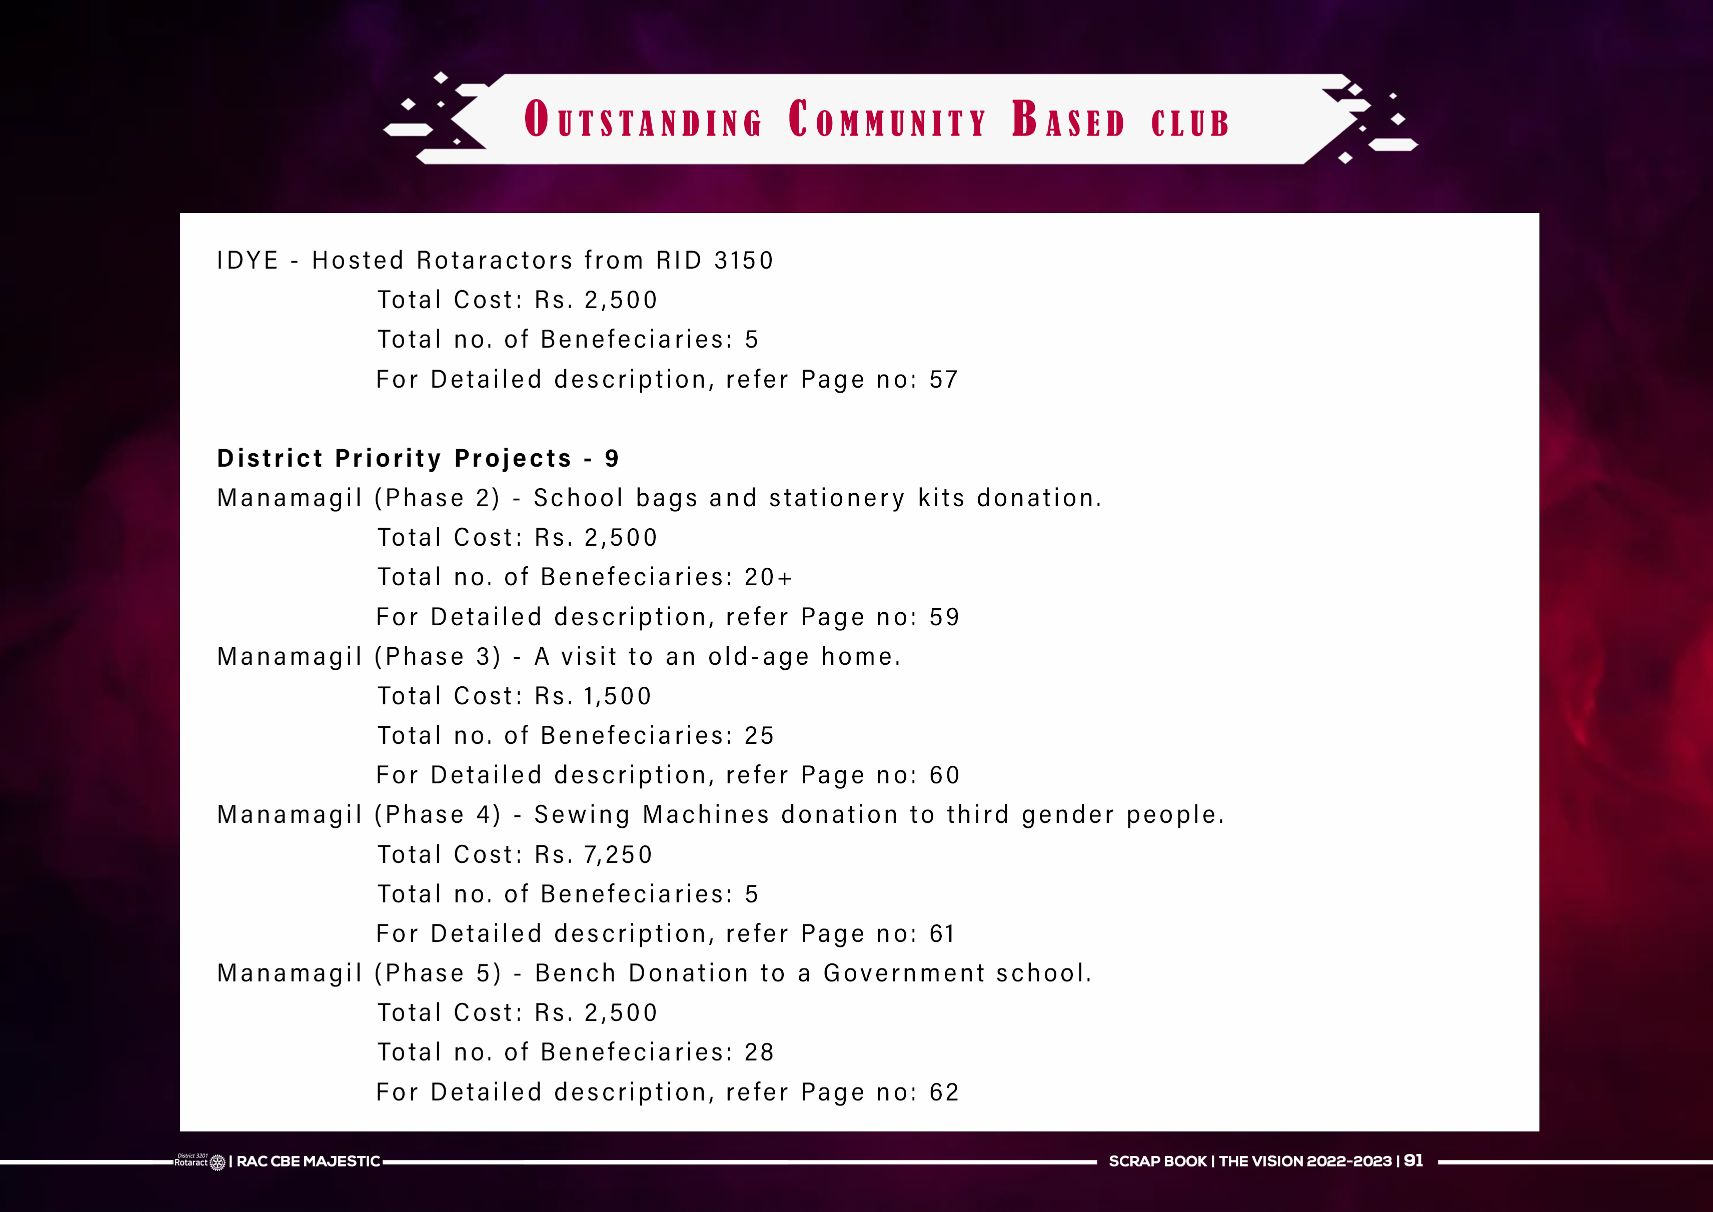 Outstanding Community Based club
IDYE - Hosted Rotaractors from RID 3150
Total Cost: Rs. 2,500
Total no. of Benefeciaries: 5
For Detailed description, refer Page no: 57
District Priority Projects - 9
Manamagil (Phase 2) - School bags and stationery kits donation.
Total Cost: Rs. 2,500
Total no. of Benefeciaries: 20+
For Detailed description, refer Page no: 59
Manamagil (Phase 3) - A visit to an old-age home.
Total Cost: Rs. 1,500
Total no. of Benefeciaries: 25
For Detailed description, refer Page no: 60
Manamagil (Phase 4) - Sewing Machines donation to third gender people.
Total Cost: Rs. 7,250
Total no. of Benefeciaries: 5
For Detailed description, refer Page no: 61
Manamagil (Phase 5) - Bench Donation to a Government school.
Total Cost: Rs. 2,500
Total no. of Benefeciaries: 28
For Detailed description, refer Page no: 62
District 3201
Rotaract | RAC CBE MAJESTIC
SCRAP BOOK | THE VISION 2022-2023 | 91